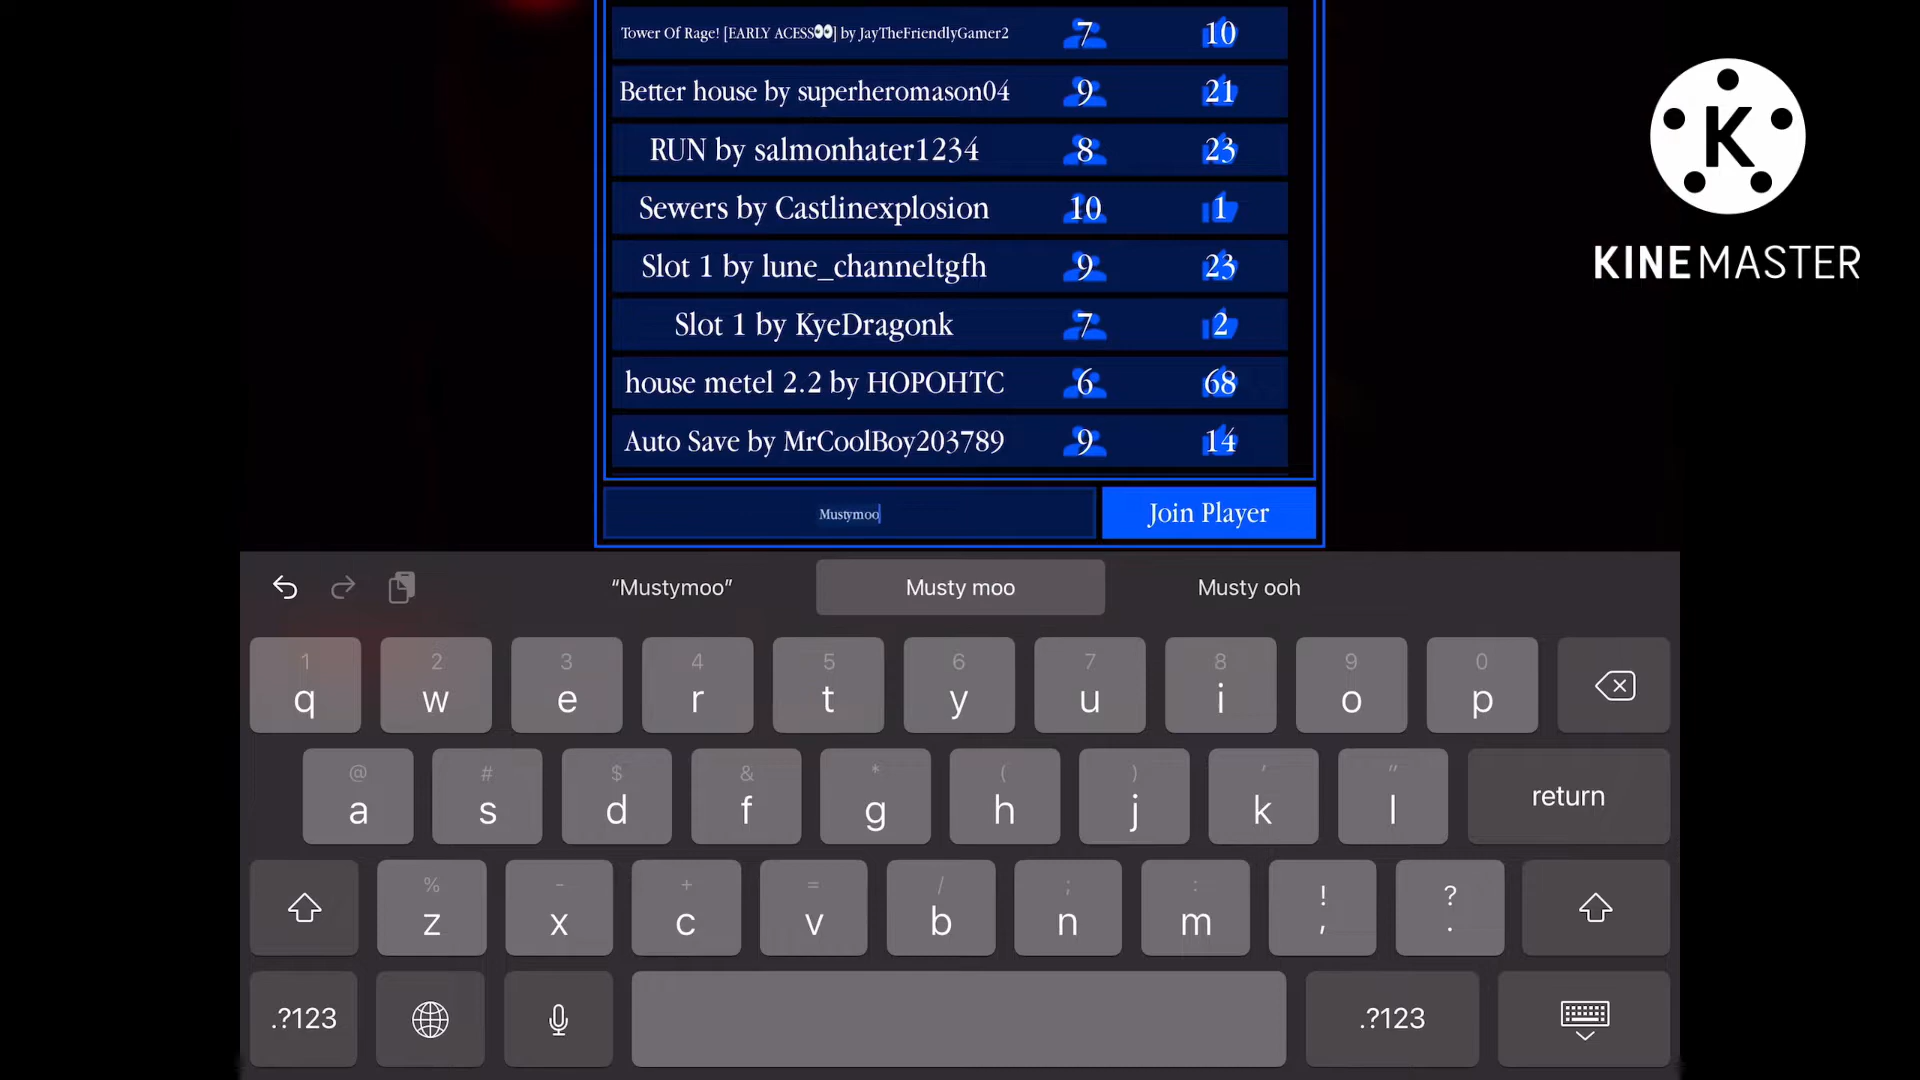 Tower Of Rage! [EARLY ACESS👀] by JayTheFriendlyGamer2 7 10
Better house by superheromason04 9 21
RUN by salmonhater1234 8 23
Sewers by Castlinexplosion 10 1
Slot 1 by lune_channeltgfh 9 23
Slot 1 by KyeDragonk 7 2
house metel 2.2 by HOPOHTC 6 68
Auto Save by MrCoolBoy203789 9 14
Mustymoo Join Player
K
KINEMASTER
“Mustymoo” Musty moo Musty ooh
1 2 3 4 5 6 7 8 9 0
q w e r t y u i o p
@ # $ & * ( ) ' "
a s d f g h j k l return
% - + = / ; : ! ?
z x c v b n m , .
.?123 .?123